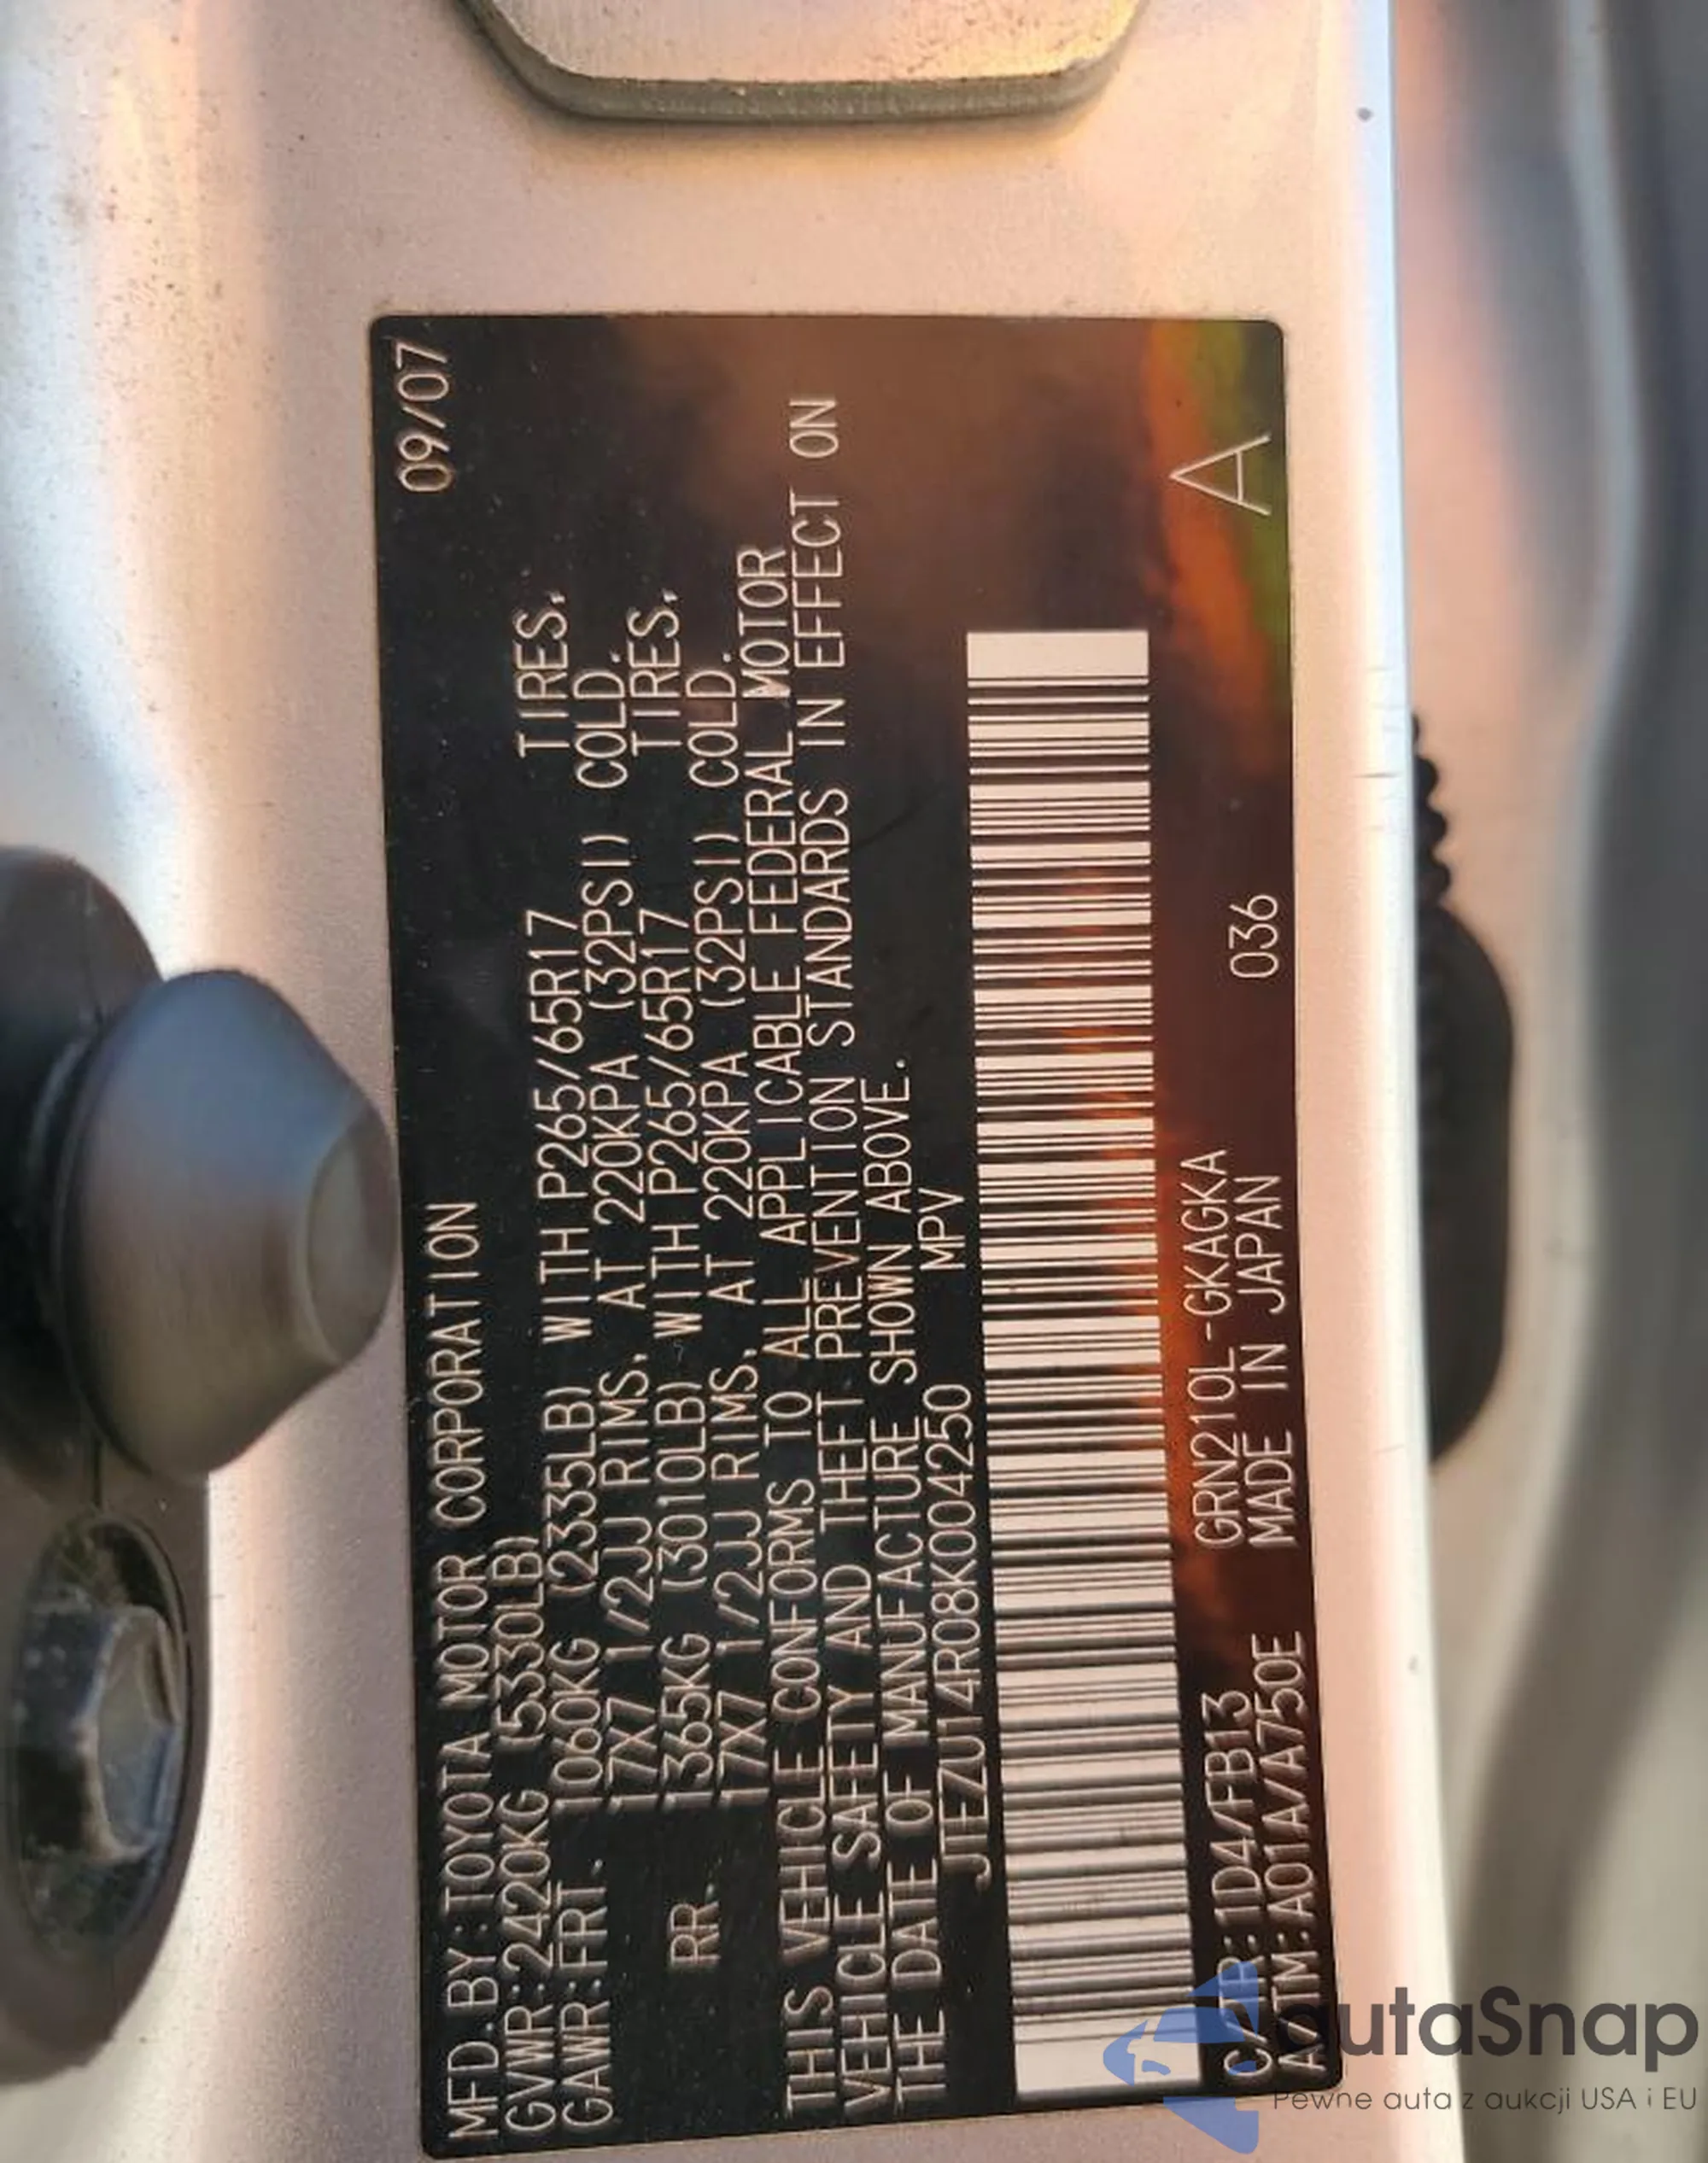 MFD.BY:TOYOTA MOTOR CORPORATION 09/07
GVWR:2420KG (5330LB)
GAWR:FRT. 1060KG (2335LB) WITH P265/65R17 TIRES,
17X7 1/2JJ RIMS, AT 220KPA (32PSI) COLD.
RR. 1365KG (3010LB) WITH P265/65R17 TIRES,
17X7 1/2JJ RIMS, AT 220KPA (32PSI) COLD.
THIS VEHICLE CONFORMS TO ALL APPLICABLE FEDERAL MOTOR
VEHICLE SAFETY AND THEFT PREVENTION STANDARDS IN EFFECT ON
THE DATE OF MANUFACTURE SHOWN ABOVE.
JTEZU14R08K004250 MPV
C/TR:1D4/FB13 GRN210L-GKAGKA 036
A/TM:A01A/A750E MADE IN JAPAN A
autaSnap
Pewne auta z aukcji USA i EU